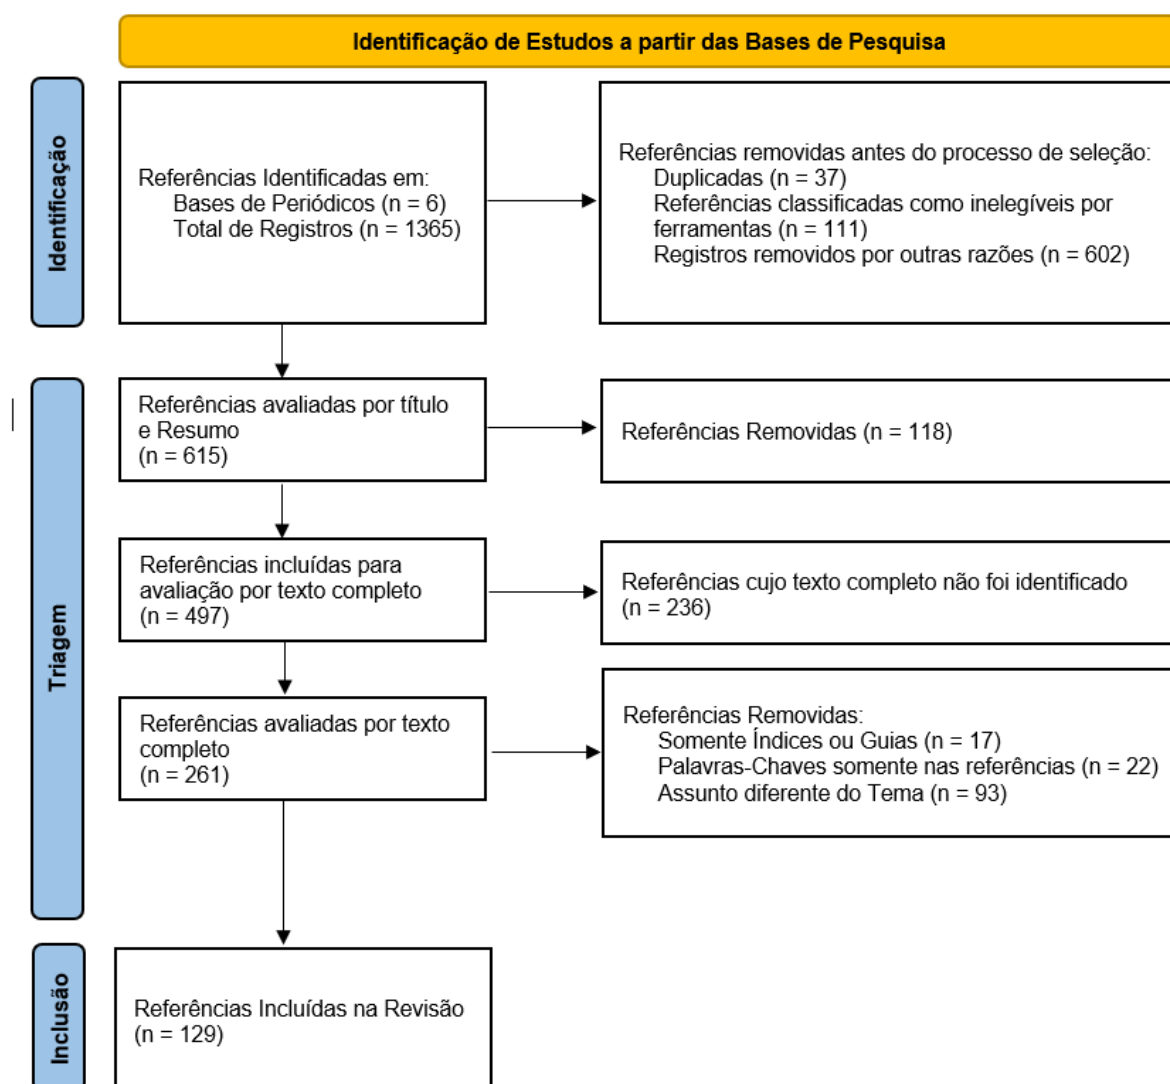 Identificação de Estudos a partir das Bases de Pesquisa
Identificação
Referências Identificadas em:
Bases de Periódicos (n = 6)
Total de Registros (n = 1365)
Referências removidas antes do processo de seleção:
Duplicadas (n = 37)
Referências classificadas como inelegíveis por
ferramentas (n = 111)
Registros removidos por outras razões (n = 602)
Triagem
Referências avaliadas por título
e Resumo
(n = 615)
Referências Removidas (n = 118)
Referências incluídas para
avaliação por texto completo
(n = 497)
Referências cujo texto completo não foi identificado
(n = 236)
Referências avaliadas por texto
completo
(n = 261)
Referências Removidas:
Somente Índices ou Guias (n = 17)
Palavras-Chaves somente nas referências (n = 22)
Assunto diferente do Tema (n = 93)
Inclusão
Referências Incluídas na Revisão
(n = 129)